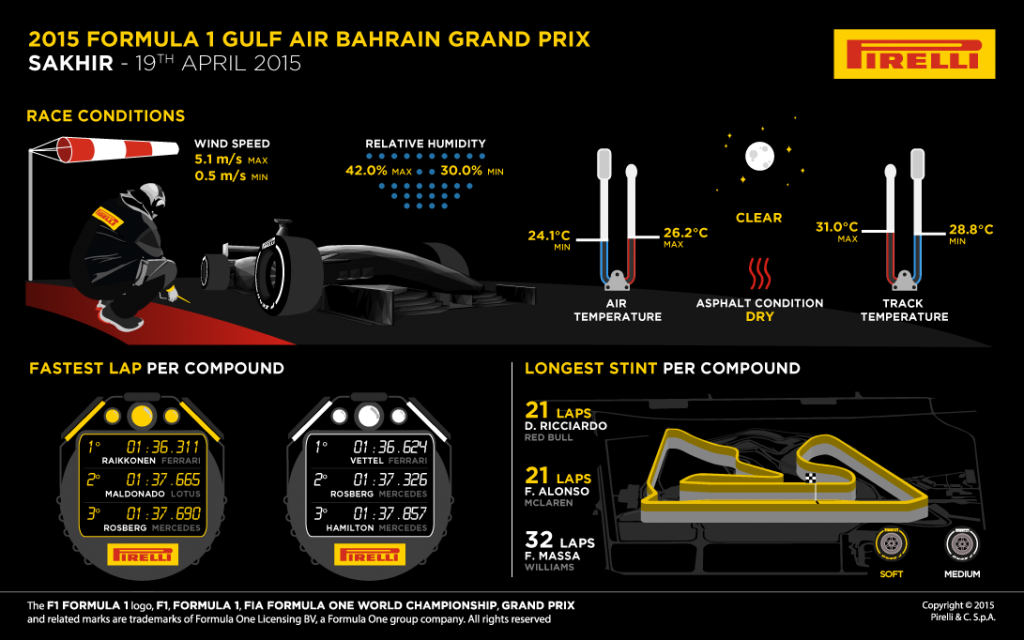 2015 FORMULA 1 GULF AIR BAHRAIN GRAND PRIX
SAKHIR - 19TH APRIL 2015
PIRELLI
RACE CONDITIONS
WIND SPEED
5.1 m/s MAX
0.5 m/s MIN
RELATIVE HUMIDITY
42.0% MAX 30.0% MIN
PIRELLI
24.1°C
MIN
26.2°C
MAX
AIR
TEMPERATURE
CLEAR
ASPHALT CONDITION
DRY
31.0°C
MAX
28.8°C
MIN
TRACK
TEMPERATURE
FASTEST LAP PER COMPOUND
1° 01:36.311
RAIKKONEN FERRARI
2° 01:37.665
MALDONADO LOTUS
3° 01:37.690
ROSBERG MERCEDES
PIRELLI
1° 01:36.624
VETTEL FERRARI
2° 01:37.326
ROSBERG MERCEDES
3° 01:37.857
HAMILTON MERCEDES
PIRELLI
LONGEST STINT PER COMPOUND
21 LAPS
D. RICCIARDO
RED BULL
21 LAPS
F. ALONSO
MCLAREN
32 LAPS
F. MASSA
WILLIAMS
SOFT
MEDIUM
The F1 FORMULA 1 logo, F1, FORMULA 1, FIA FORMULA ONE WORLD CHAMPIONSHIP, GRAND PRIX
and related marks are trademarks of Formula One Licensing BV, a Formula One group company. All rights reserved
Copyright © 2015
Pirelli & C. S.p.A.